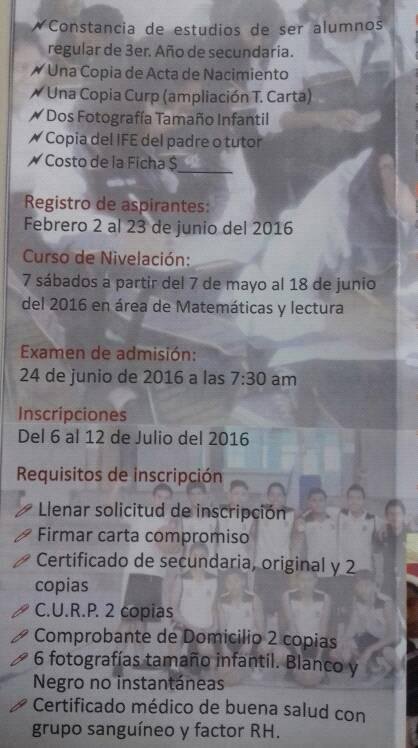 Constancia de estudios de ser alumnos
regular de 3er. Año de secundaria.
Una Copia de Acta de Nacimiento
Una Copia Curp (ampliación T. Carta)
Dos Fotografía Tamaño Infantil
Copia del IFE del padre o tutor
Costo de la Ficha $______
Registro de aspirantes:
Febrero 2 al 23 de junio del 2016
Curso de Nivelación:
7 sábados a partir del 7 de mayo al 18 de junio
del 2016 en área de Matemáticas y lectura
Examen de admisión:
24 de junio de 2016 a las 7:30 am
Inscripciones
Del 6 al 12 de Julio del 2016
Requisitos de inscripción
Llenar solicitud de inscripción
Firmar carta compromiso
Certificado de secundaria, original y 2
copias
C.U.R.P. 2 copias
Comprobante de Domicilio 2 copias
6 fotografías tamaño infantil. Blanco y
Negro no instantáneas
Certificado médico de buena salud con
grupo sanguíneo y factor RH.